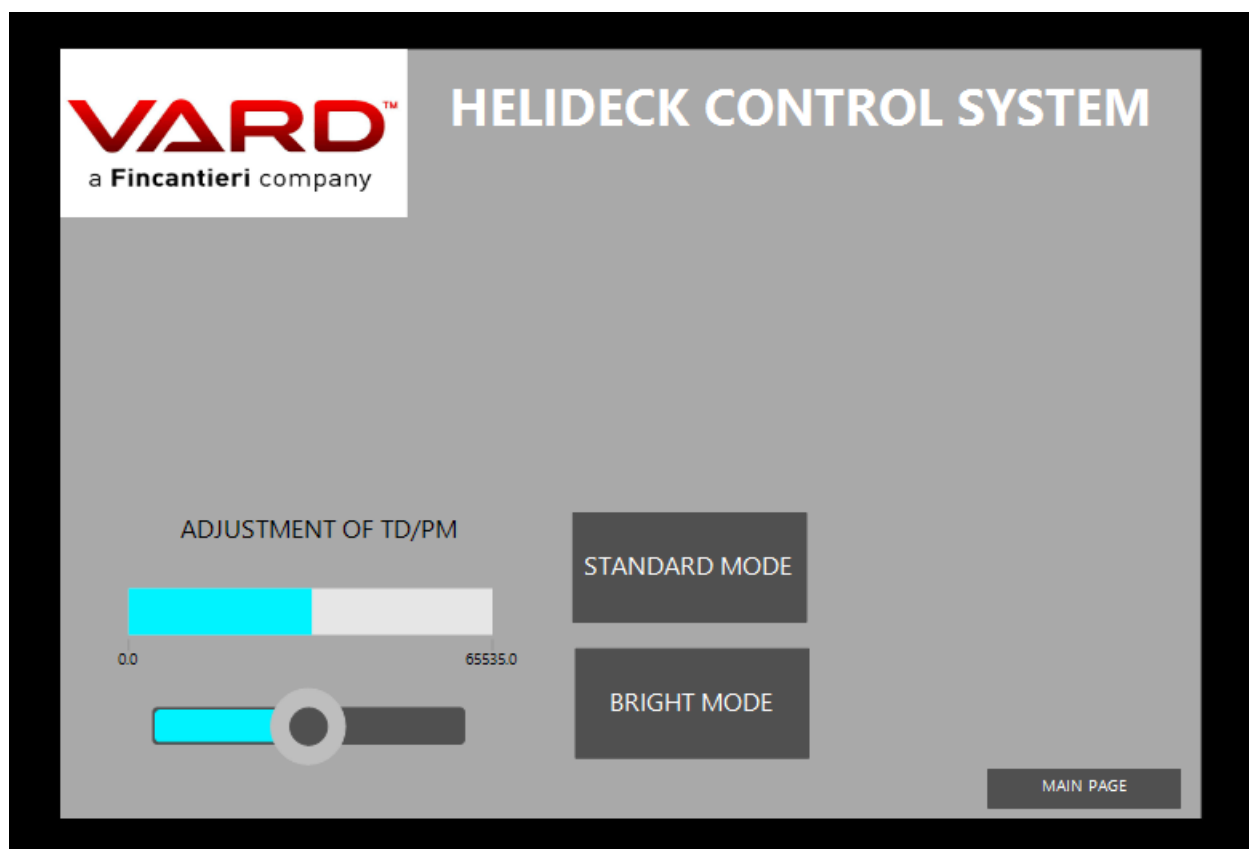 VARD™
a Fincantieri company
HELIDECK CONTROL SYSTEM
ADJUSTMENT OF TD/PM
0.0
65535.0
STANDARD MODE
BRIGHT MODE
MAIN PAGE